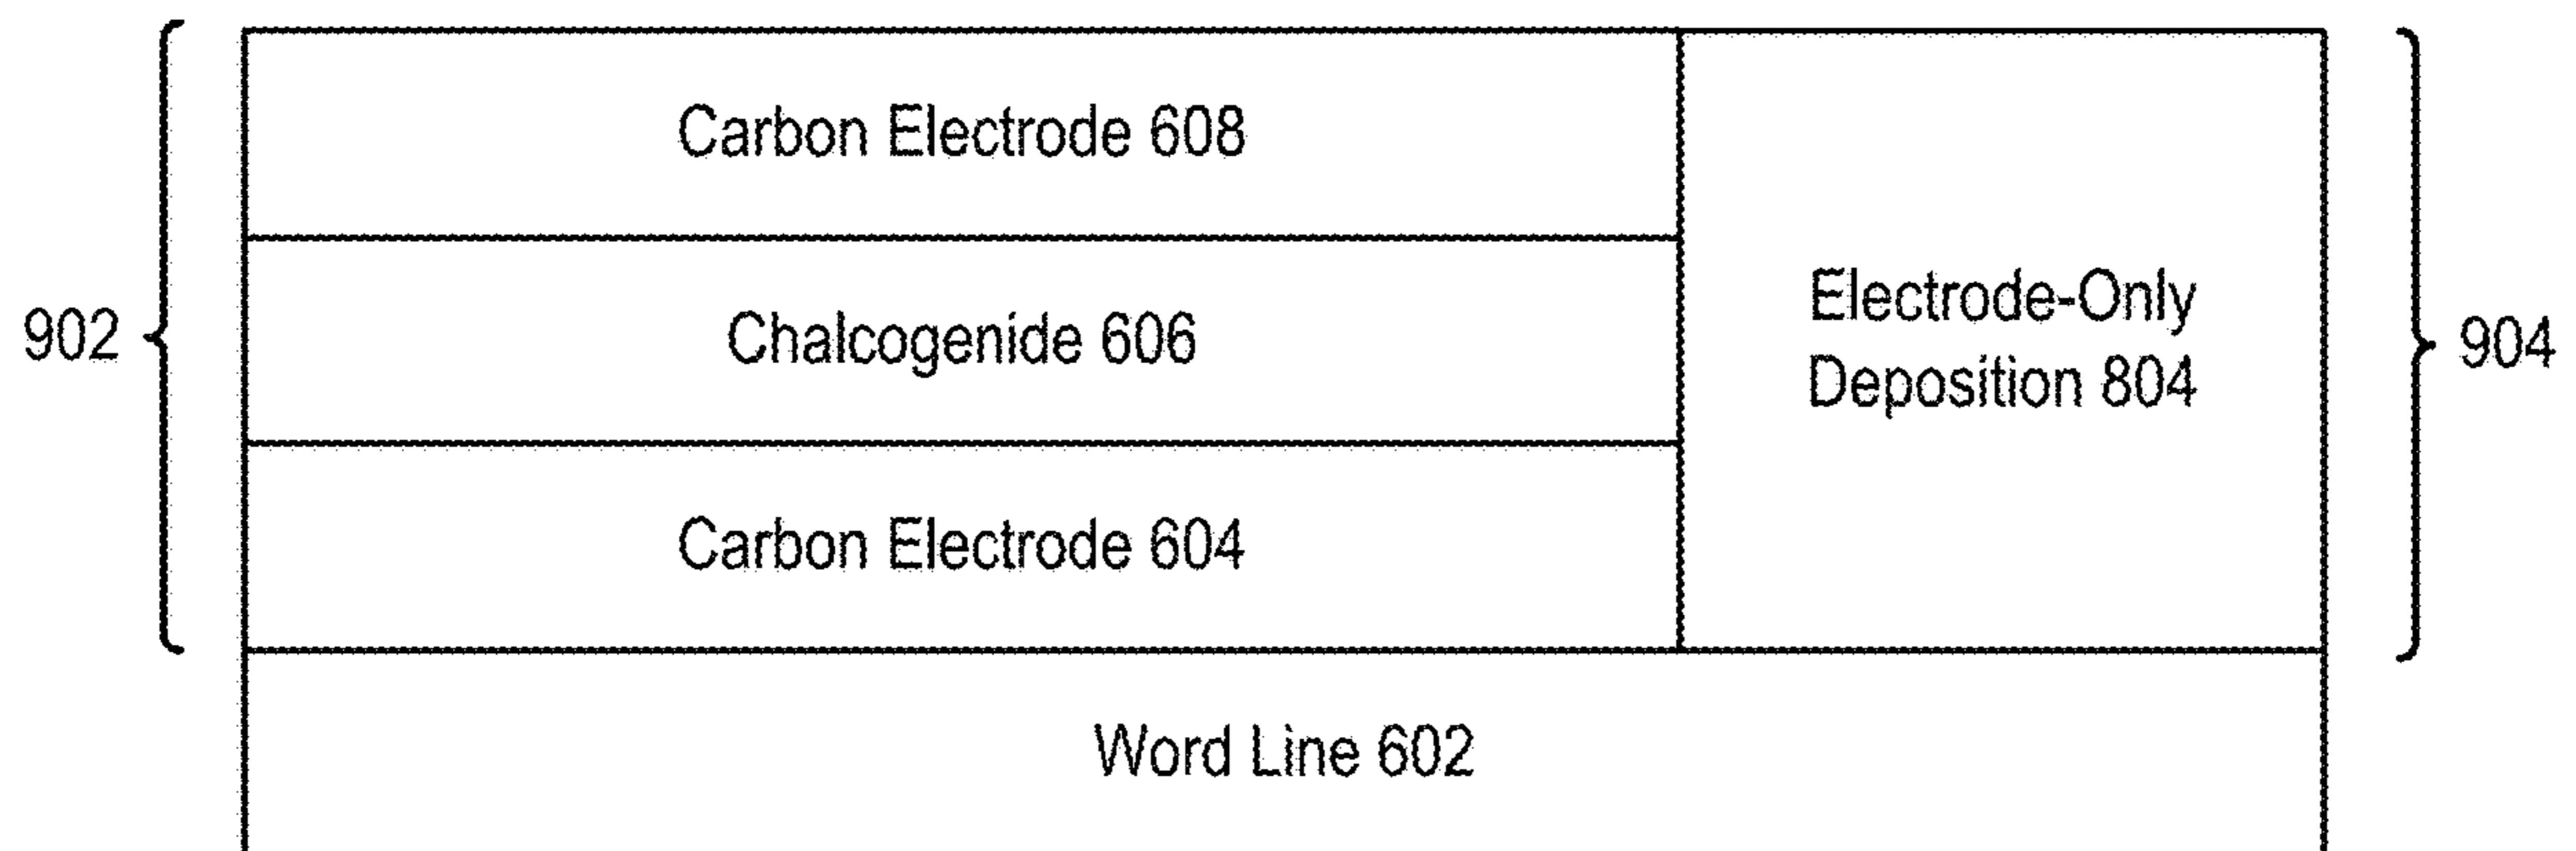 Carbon Electrode 608
Chalcogenide 606
Carbon Electrode 604
Electrode-Only
Deposition 804
Word Line 602
902
904